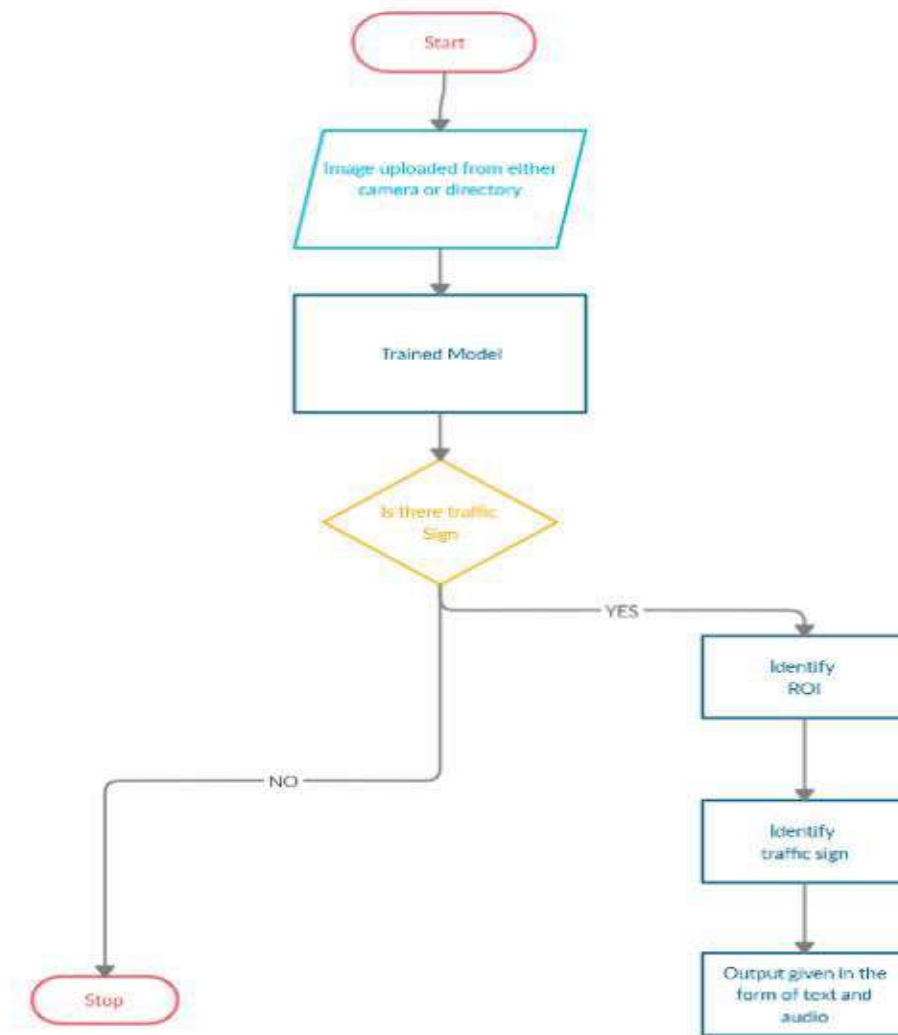 Start
Image uploaded from either
camera or directory
Trained Model
Is there traffic
Sign
YES
Identify
ROI
NO
Identify
traffic sign
Output given in the
form of text and
audio
Stop